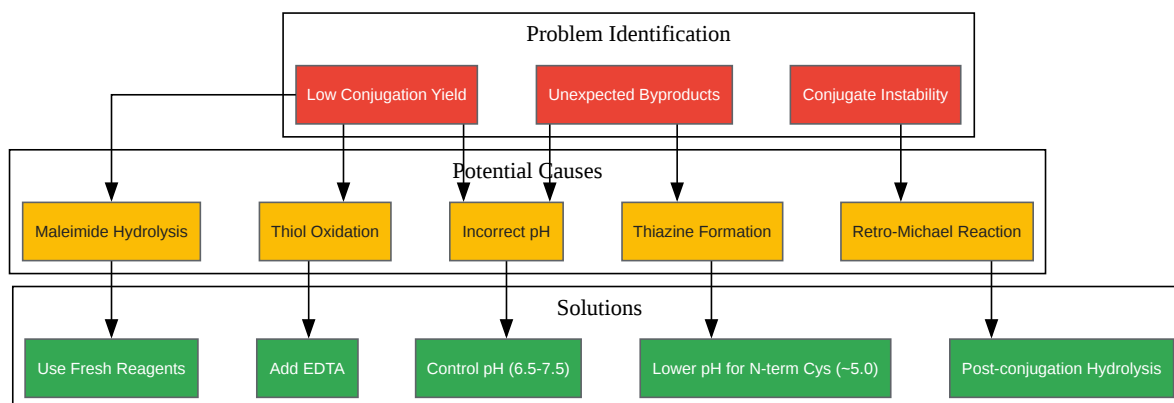 Problem Identification
Low Conjugation Yield
Unexpected Byproducts
Conjugate Instability
Potential Causes
Maleimide Hydrolysis
Thiol Oxidation
Incorrect pH
Thiazine Formation
Retro-Michael Reaction
Solutions
Use Fresh Reagents
Add EDTA
Control pH (6.5-7.5)
Lower pH for N-term Cys (~5.0)
Post-conjugation Hydrolysis